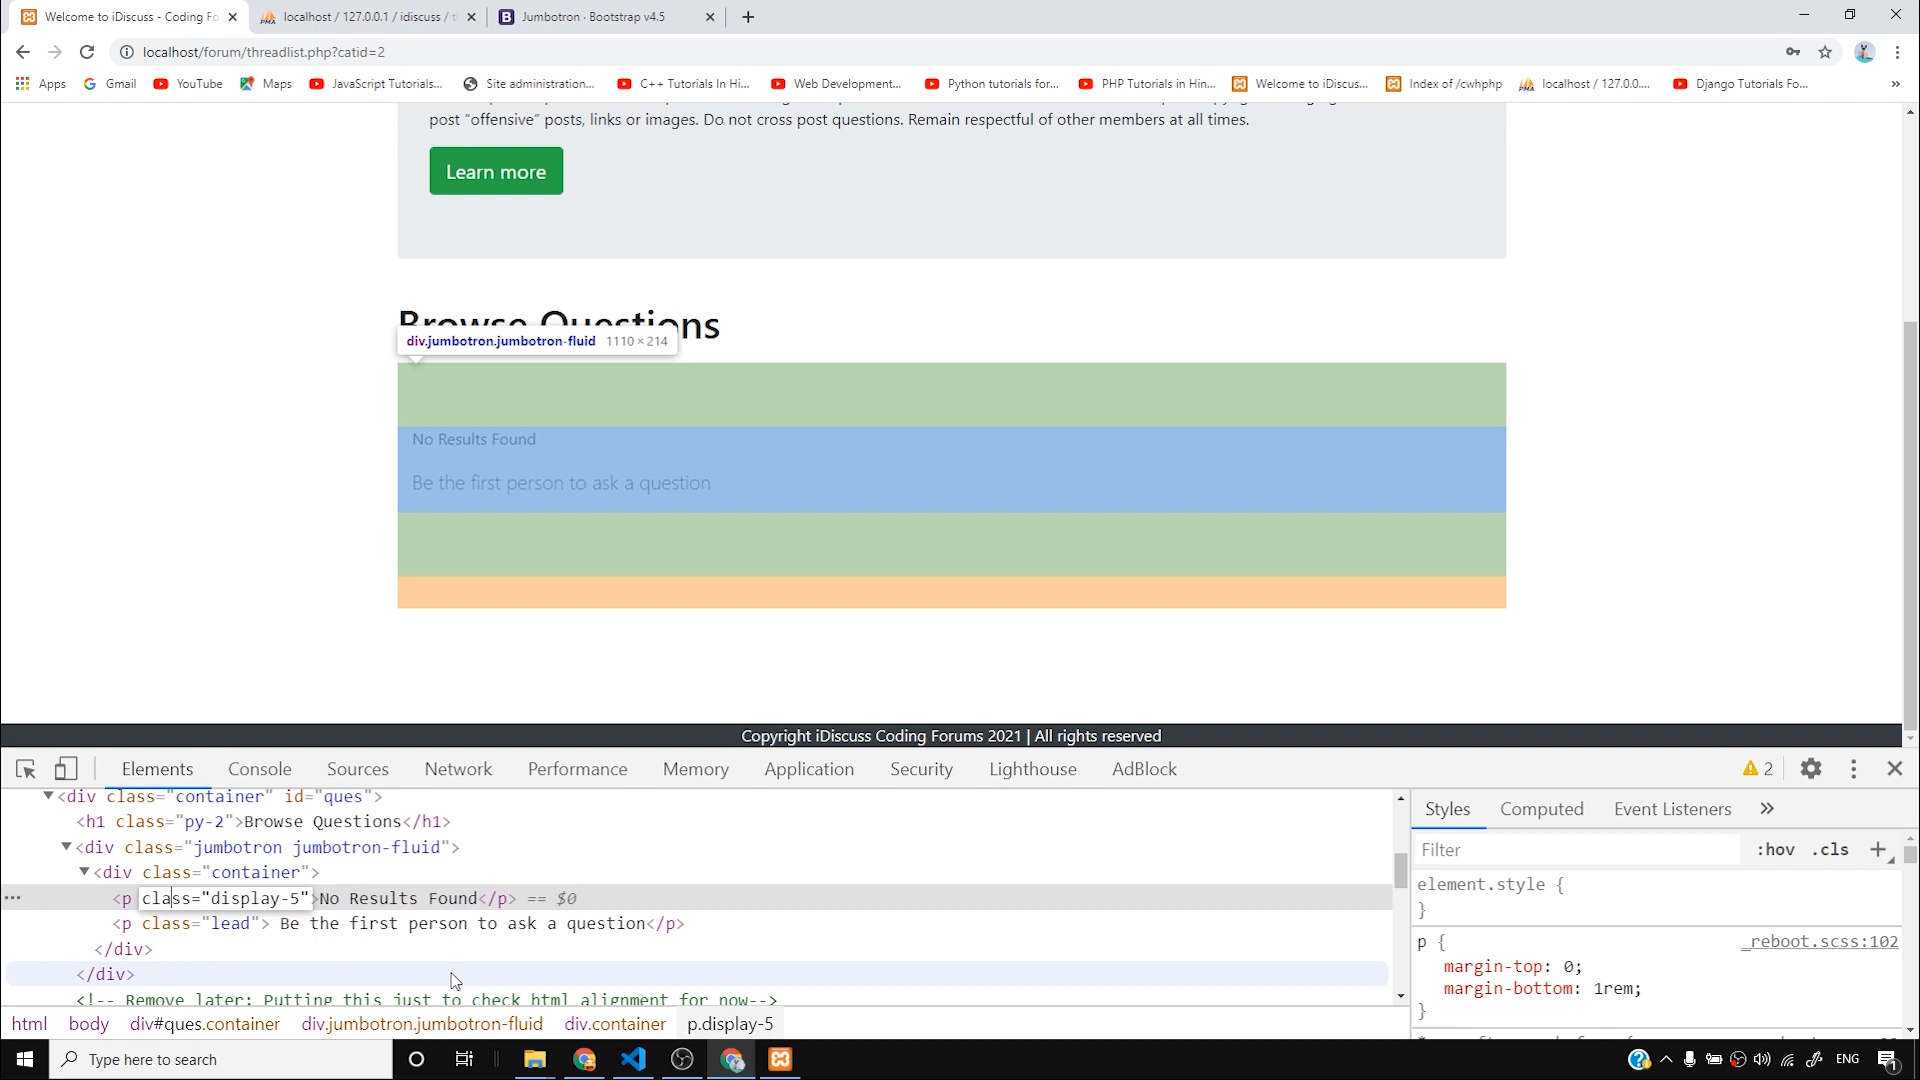 Welcome to iDiscuss - Coding Fo
localhost / 127.0.0.1 / idiscuss / t
Jumbotron · Bootstrap v4.5
localhost/forum/threadlist.php?catid=2
Apps
Gmail
YouTube
Maps
JavaScript Tutorials...
Site administration...
C++ Tutorials In Hi...
Web Development...
Python tutorials for...
PHP Tutorials in Hin...
Welcome to iDiscus...
Index of /cwhphp
localhost / 127.0.0....
Django Tutorials Fo...
»
post “offensive” posts, links or images. Do not cross post questions. Remain respectful of other members at all times.
Learn more
Browse Questions
div.jumbotron.jumbotron-fluid 1110 × 214
No Results Found
Be the first person to ask a question
Copyright iDiscuss Coding Forums 2021 | All rights reserved
Elements
Console
Sources
Network
Performance
Memory
Application
Security
Lighthouse
AdBlock
2
<div class="container" id="ques">
<h1 class="py-2">Browse Questions</h1>
<div class="jumbotron jumbotron-fluid">
<div class="container">
<p class="display-5">No Results Found</p> == $0
<p class="lead"> Be the first person to ask a question</p>
</div>
</div>
<!-- Remove later: Putting this just to check html alignment for now-->
html body div#ques.container div.jumbotron.jumbotron-fluid div.container p.display-5
Styles
Computed
Event Listeners
»
Filter
:hov .cls +
element.style {
}
p {
_reboot.scss:102
margin-top: 0;
margin-bottom: 1rem;
}
Type here to search
ENG
1